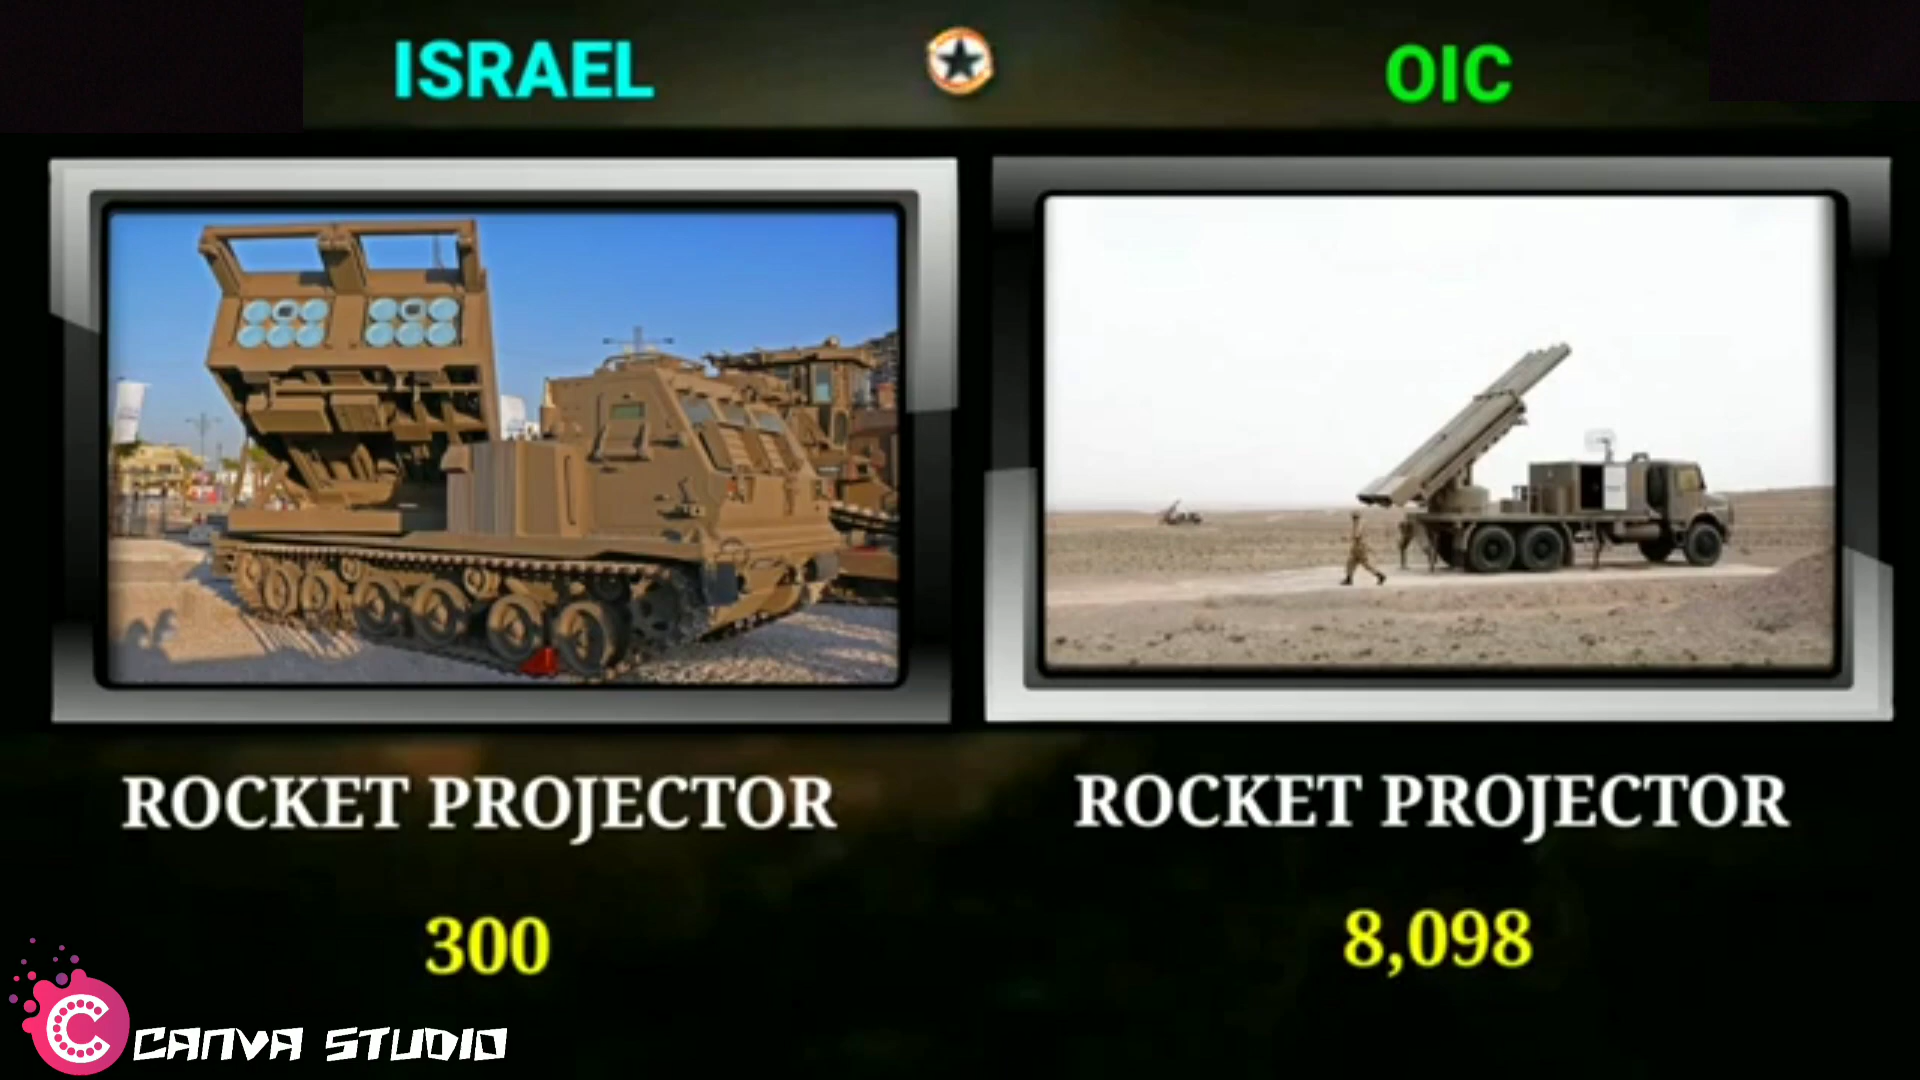 ISRAEL
OIC
ROCKET PROJECTOR
ROCKET PROJECTOR
300
8,098
CANVA STUDIO